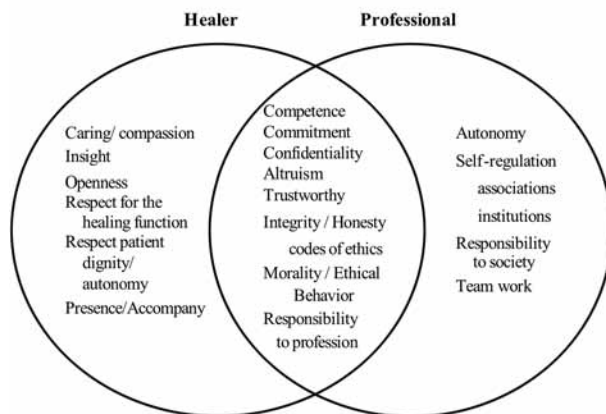 Healer
Professional
Caring/ compassion
Insight
Openness
Respect for the
healing function
Respect patient
dignity/
autonomy
Presence/Accompany
Competence
Commitment
Confidentiality
Altruism
Trustworthy
Integrity / Honesty
codes of ethics
Morality / Ethical
Behavior
Responsibility
to profession
Autonomy
Self-regulation
associations
institutions
Responsibility
to society
Team work